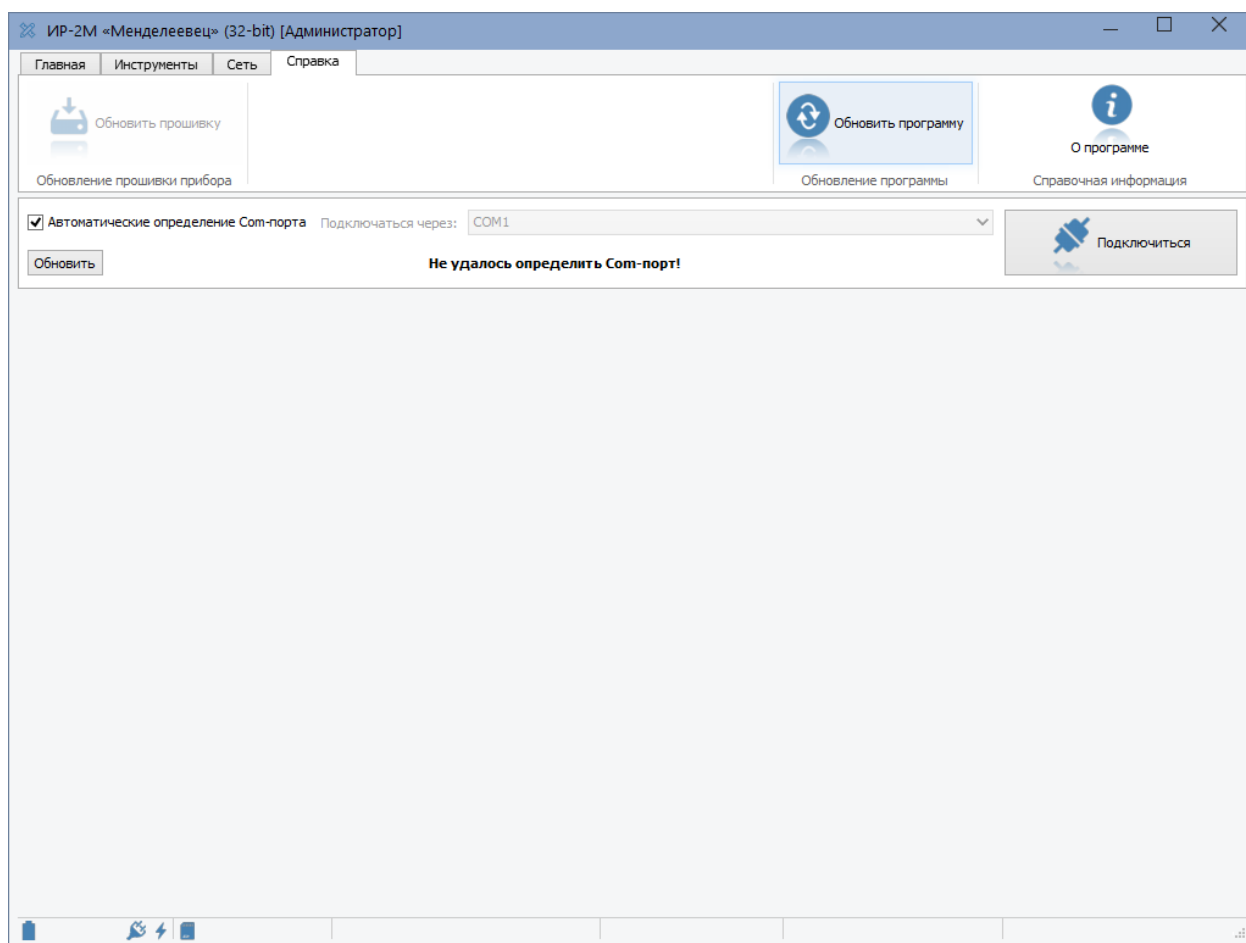 ИР-2М «Менделеевец» (32-bit) [Администратор]
Главная Инструменты Сеть Справка
Обновить прошивку
Обновить программу
О программе
Обновление прошивки прибора
Обновление программы
Справочная информация
Автоматические определение Com-порта Подключаться через: COM1
Подключиться
Обновить
Не удалось определить Com-порт!